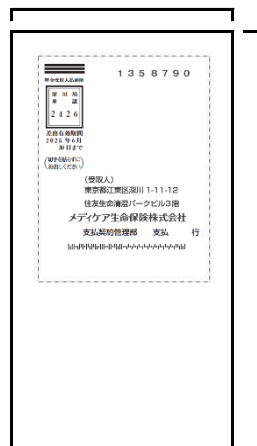 1358790
料金受取人払郵便
深川局
承認
2426
差出有効期間
2025年6月
30日まで
切手を貼らずに
お出しください
(受取人)
東京都江東区深川 1-11-12
住友生命清澄パークビル3階
メディケア生命保険株式会社
支払契約管理部 支払 行